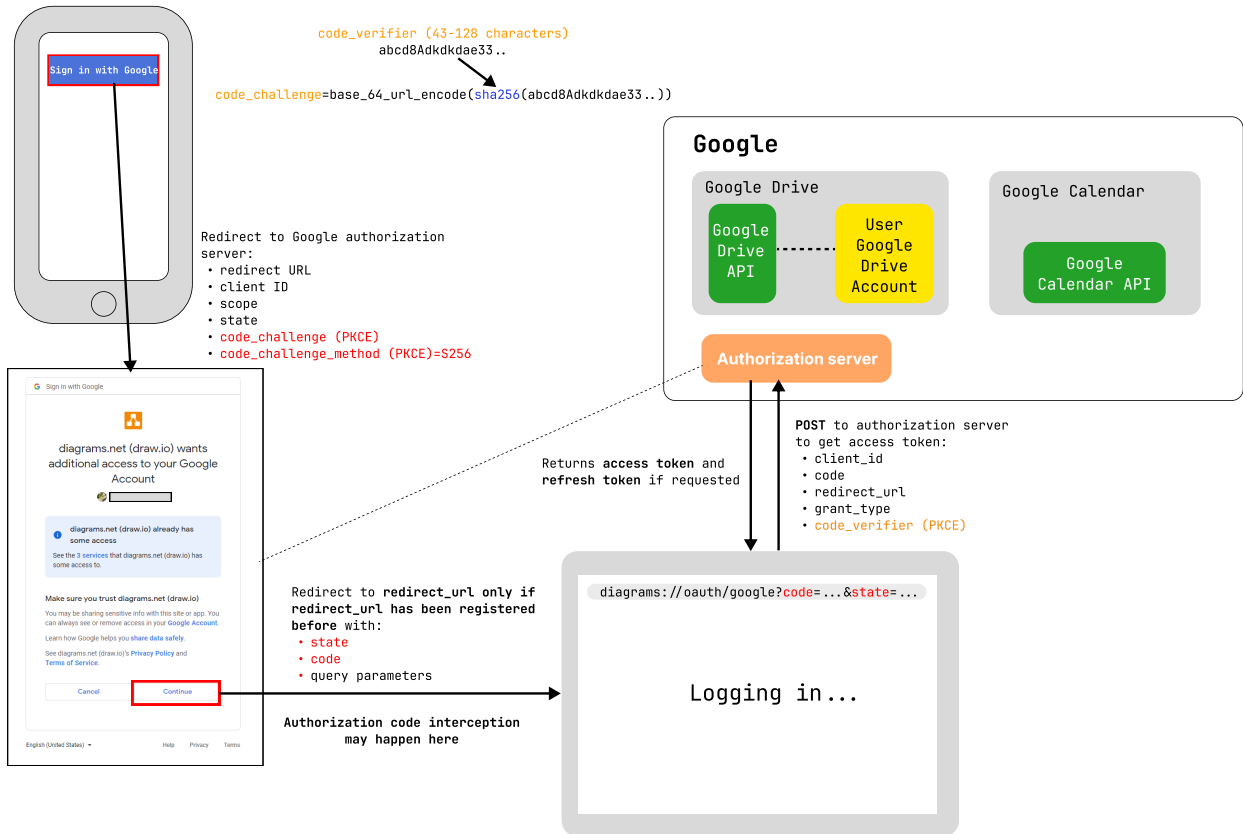 code_verifier (43-128 characters)
abcd8Adkdkdae33..
Sign in with Google
code_challenge=base_64_url_encode(sha256(abcd8Adkdkdae33..))
Google
Google Drive
Google
Drive
API
User
Google
Drive
Account
Google Calendar
Google
Calendar API
Authorization server
Redirect to Google authorization
server:
• redirect URL
• client ID
• scope
• state
• code_challenge (PKCE)
• code_challenge_method (PKCE)=S256
Sign in with Google
diagrams.net (draw.io) wants
additional access to your Google
Account
diagrams.net (draw.io) already has
some access
See the 3 services that diagrams.net (draw.io) has
some access to.
Make sure you trust diagrams.net (draw.io)
You may be sharing sensitive info with this site or app. You
can always see or remove access in your Google Account.
Learn how Google helps you share data safely.
See diagrams.net (draw.io)'s Privacy Policy and
Terms of Service.
Cancel
Continue
English (United States)
Help
Privacy
Terms
Returns access token and
refresh token if requested
POST to authorization server
to get access token:
• client_id
• code
• redirect_url
• grant_type
• code_verifier (PKCE)
Redirect to redirect_url only if
redirect_url has been registered
before with:
• state
• code
• query parameters
Authorization code interception
may happen here
diagrams://oauth/google?code=...&state=...
Logging in...